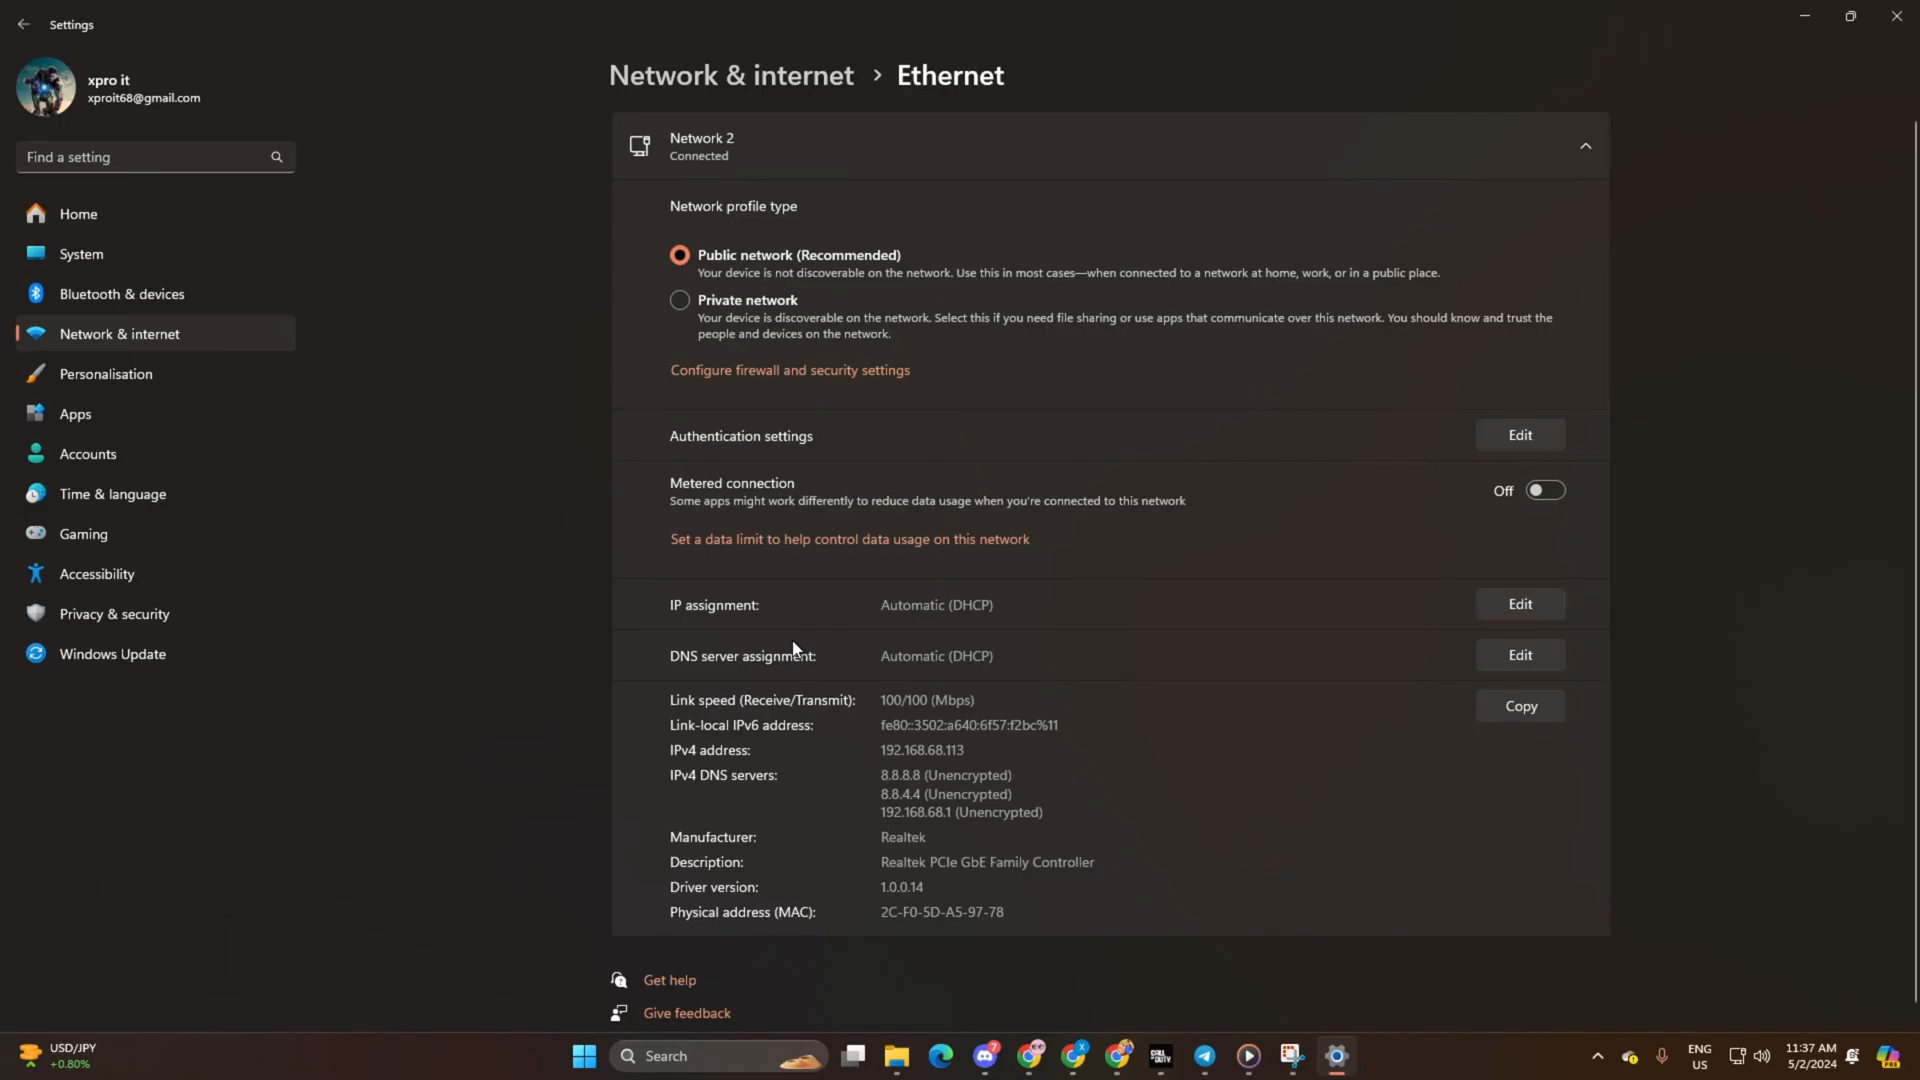 Settings
xpro it
xproit68@gmail.com
Find a setting
Home
System
Bluetooth & devices
Network & internet
Personalisation
Apps
Accounts
Time & language
Gaming
Accessibility
Privacy & security
Windows Update
Network & internet › Ethernet
Network 2
Connected
Network profile type
Public network (Recommended)
Your device is not discoverable on the network. Use this in most cases—when connected to a network at home, work, or in a public place.
Private network
Your device is discoverable on the network. Select this if you need file sharing or use apps that communicate over this network. You should know and trust the
people and devices on the network.
Configure firewall and security settings
Authentication settings Edit
Metered connection
Some apps might work differently to reduce data usage when you're connected to this network
Off
Set a data limit to help control data usage on this network
IP assignment: Automatic (DHCP) Edit
DNS server assignment: Automatic (DHCP) Edit
Link speed (Receive/Transmit): 100/100 (Mbps) Copy
Link-local IPv6 address: fe80::3502:a640:6f57:f2bc%11
IPv4 address: 192.168.68.113
IPv4 DNS servers: 8.8.8.8 (Unencrypted)
8.8.4.4 (Unencrypted)
192.168.68.1 (Unencrypted)
Manufacturer: Realtek
Description: Realtek PCIe GbE Family Controller
Driver version: 1.0.0.14
Physical address (MAC): 2C-F0-5D-A5-97-78
Get help
Give feedback
USD/JPY
+0.80%
Search
7
X
CALL OF DUTY
ENG
US
11:37 AM
5/2/2024
PRE